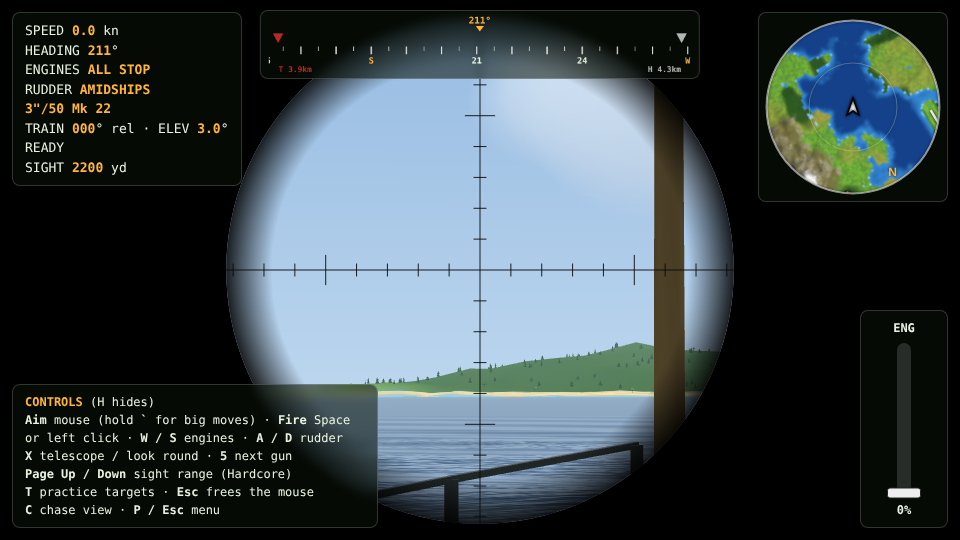 SPEED 0.0 kn
HEADING 211°
ENGINES ALL STOP
RUDDER AMIDSHIPS
3"/50 Mk 22
TRAIN 000° rel · ELEV 3.0°
READY
SIGHT 2200 yd
211°
S 21 24 W
T 3.9km H 4.3km
N
CONTROLS (H hides)
Aim mouse (hold ` for big moves) · Fire Space
or left click · W / S engines · A / D rudder
X telescope / look round · 5 next gun
Page Up / Down sight range (Hardcore)
T practice targets · Esc frees the mouse
C chase view · P / Esc menu
ENG
0%